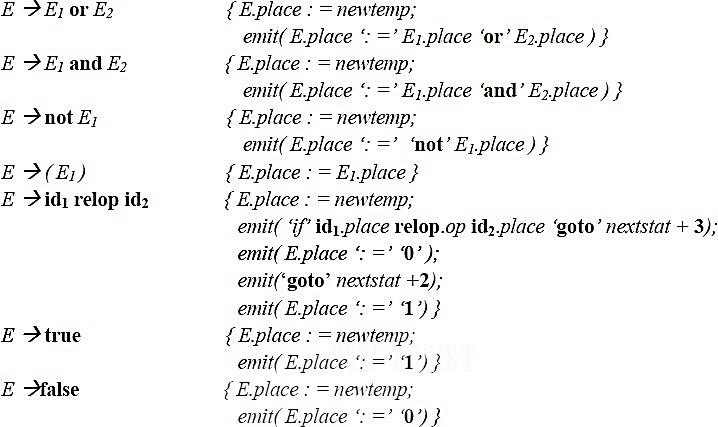 E → E1 or E2 { E.place : = newtemp;
emit( E.place ‘: =’ E1.place ‘or’ E2.place ) }
E → E1 and E2 { E.place : = newtemp;
emit( E.place ‘: =’ E1.place ‘and’ E2.place ) }
E → not E1 { E.place : = newtemp;
emit( E.place ‘: =’ ‘not’ E1.place ) }
E → ( E1 ) { E.place : = E1.place }
E → id1 relop id2 { E.place : = newtemp;
emit( ‘if’ id1.place relop.op id2.place ‘goto’ nextstat + 3);
emit( E.place ‘: =’ ‘0’ );
emit(‘goto’ nextstat +2);
emit( E.place ‘: =’ ‘1’) }
E → true { E.place : = newtemp;
emit( E.place ‘: =’ ‘1’) }
E →false { E.place : = newtemp;
emit( E.place ‘: =’ ‘0’) }